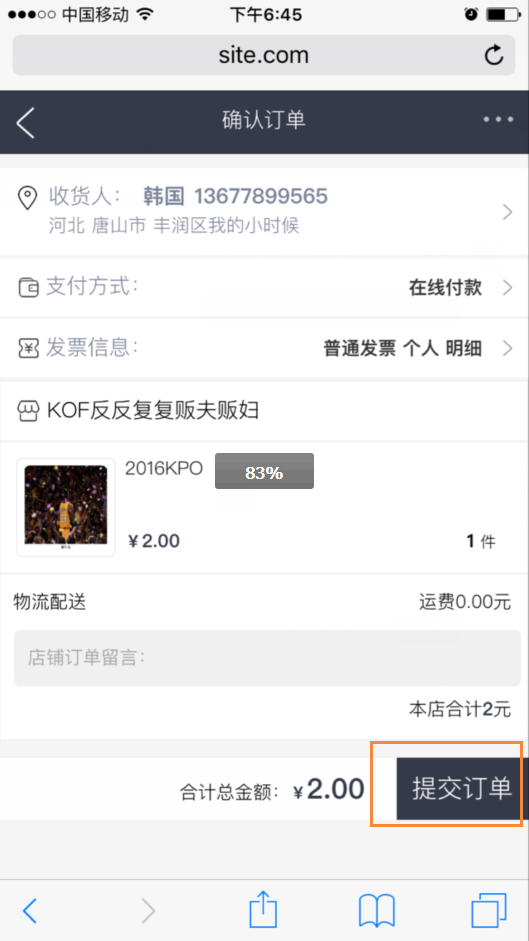 中国移动 下午6:45
site.com
确认订单
收货人： 韩国 13677899565
河北 唐山市 丰润区我的小时候
支付方式： 在线付款
发票信息： 普通发票 个人 明细
KOF反反复复贩夫贩妇
2016KPO
83%
¥2.00 1 件
物流配送 运费0.00元
店铺订单留言：
本店合计2元
合计总金额：¥2.00 提交订单